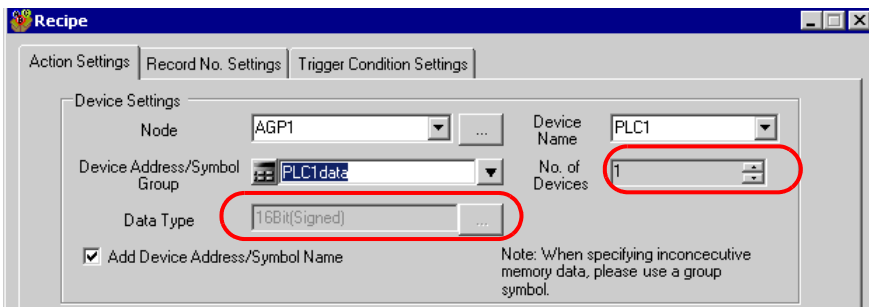 Recipe
Action Settings Record No. Settings Trigger Condition Settings
Device Settings
Node AGP1 ... Device Name PLC1
Device Address/Symbol Group PLC1data No. of Devices 1
Data Type 16Bit(Signed) ...
Add Device Address/Symbol Name
Note: When specifying inconcecutive
memory data, please use a group
symbol.